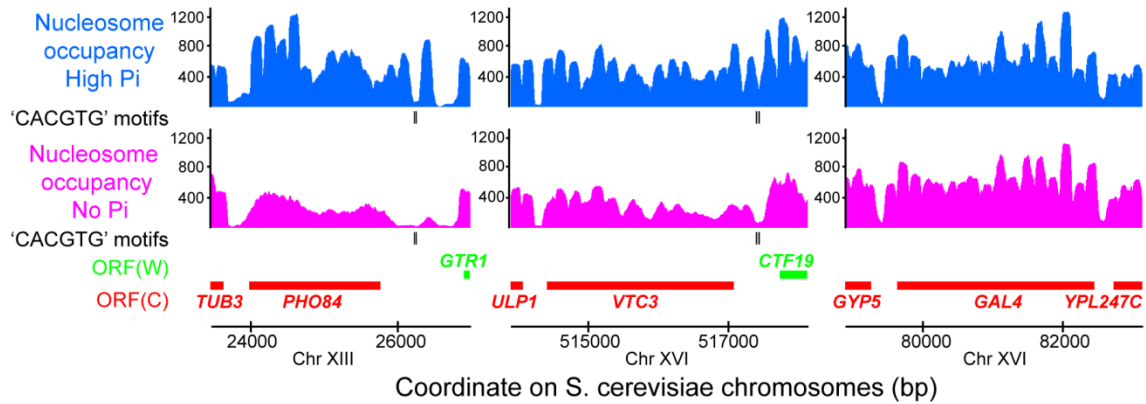 Nucleosome
occupancy
High Pi
1200
800
400
1200
800
400
1200
800
400
'CACGTG' motifs
Nucleosome
occupancy
No Pi
1200
800
400
1200
800
400
1200
800
400
'CACGTG' motifs
ORF(W)
GTR1
CTF19
ORF(C)
TUB3
PHO84
ULP1
VTC3
GYP5
GAL4
YPL247C
24000
26000
515000
517000
80000
82000
Chr XIII
Chr XVI
Chr XVI
Coordinate on S. cerevisiae chromosomes (bp)